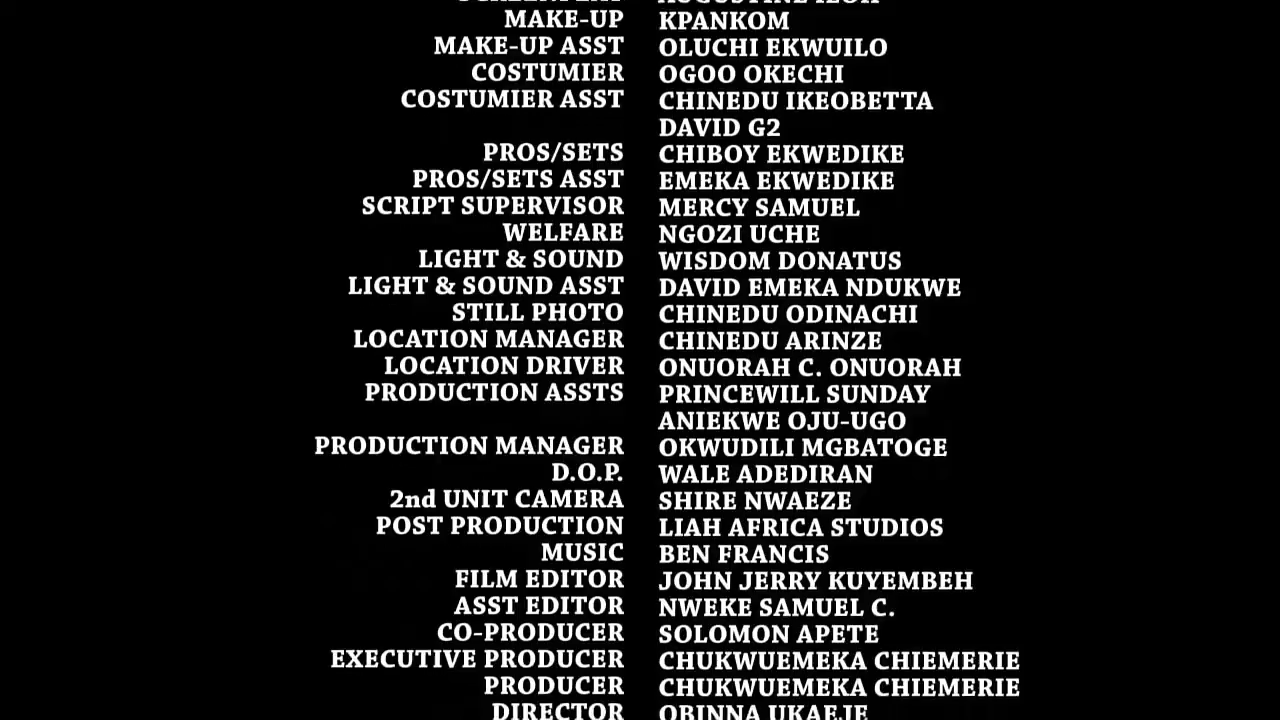 SCREENPLAY AUGUSTINE IZOH
MAKE-UP KPANKOM
MAKE-UP ASST OLUCHI EKWUILO
COSTUMIER OGOO OKECHI
COSTUMIER ASST CHINEDU IKEOBETTA
DAVID G2
PROS/SETS CHIBOY EKWEDIKE
PROS/SETS ASST EMEKA EKWEDIKE
SCRIPT SUPERVISOR MERCY SAMUEL
WELFARE NGOZI UCHE
LIGHT & SOUND WISDOM DONATUS
LIGHT & SOUND ASST DAVID EMEKA NDUKWE
STILL PHOTO CHINEDU ODINACHI
LOCATION MANAGER CHINEDU ARINZE
LOCATION DRIVER ONUORAH C. ONUORAH
PRODUCTION ASSTS PRINCEWILL SUNDAY
ANIEKWE OJU-UGO
PRODUCTION MANAGER OKWUDILI MGBATOGE
D.O.P. WALE ADEDIRAN
2nd UNIT CAMERA SHIRE NWAEZE
POST PRODUCTION LIAH AFRICA STUDIOS
MUSIC BEN FRANCIS
FILM EDITOR JOHN JERRY KUYEMBEH
ASST EDITOR NWEKE SAMUEL C.
CO-PRODUCER SOLOMON APETE
EXECUTIVE PRODUCER CHUKWUEMEKA CHIEMERIE
PRODUCER CHUKWUEMEKA CHIEMERIE
DIRECTOR OBINNA UKAEJE